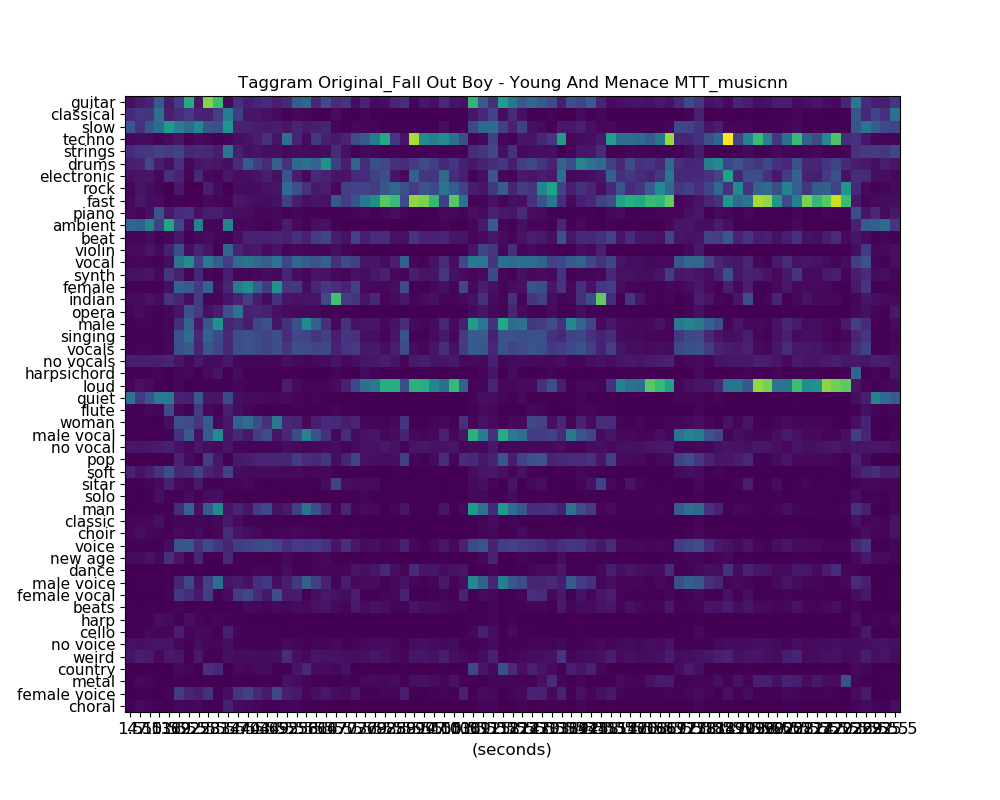 Taggram Original_Fall Out Boy - Young And Menace MTT_musicnn
guitar
classical
slow
techno
strings
drums
electronic
rock
fast
piano
ambient
beat
violin
vocal
synth
female
indian
opera
male
singing
vocals
no vocals
harpsichord
loud
quiet
flute
woman
male vocal
no vocal
pop
soft
sitar
solo
man
classic
choir
voice
new age
dance
male voice
female vocal
beats
harp
cello
no voice
weird
country
metal
female voice
choral
(seconds)